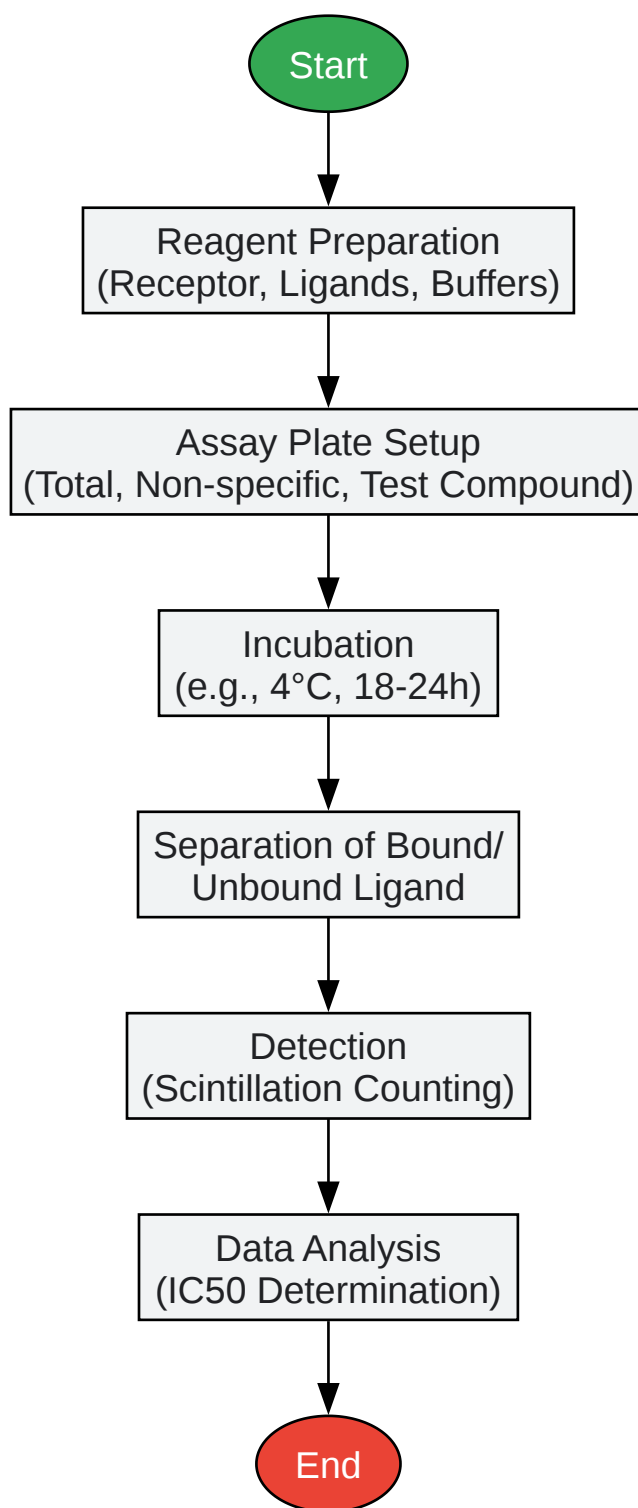 Start
Reagent Preparation
(Receptor, Ligands, Buffers)
Assay Plate Setup
(Total, Non-specific, Test Compound)
Incubation
(e.g., 4°C, 18-24h)
Separation of Bound/
Unbound Ligand
Detection
(Scintillation Counting)
Data Analysis
(IC50 Determination)
End